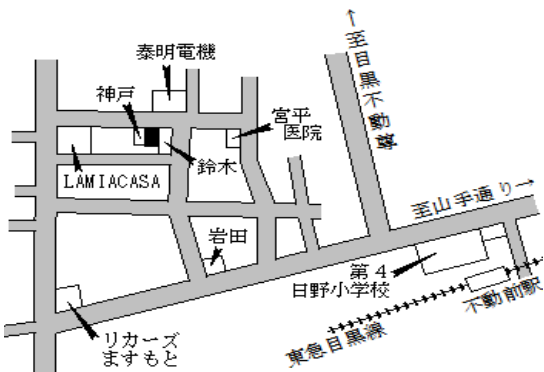 泰明電機
神戸
宮平
医院
鈴木
LAMIACASA
↑至目黒不動尊
至山手通り→
岩田
第4
日野小学校
不動前駅
東急目黒線
リカーズ
ますもと